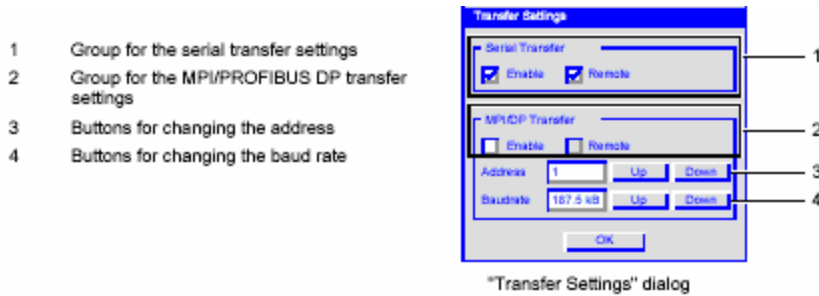 1 Group for the serial transfer settings
2 Group for the MPI/PROFIBUS DP transfer
settings
3 Buttons for changing the address
4 Buttons for changing the baud rate
Transfer Settings
Serial Transfer
Enable Remote
1
MPI/DP Transfer
Enable Remote
2
Address 1 Up Down
3
Baudrate 187.5 kB Up Down
4
OK
"Transfer Settings" dialog